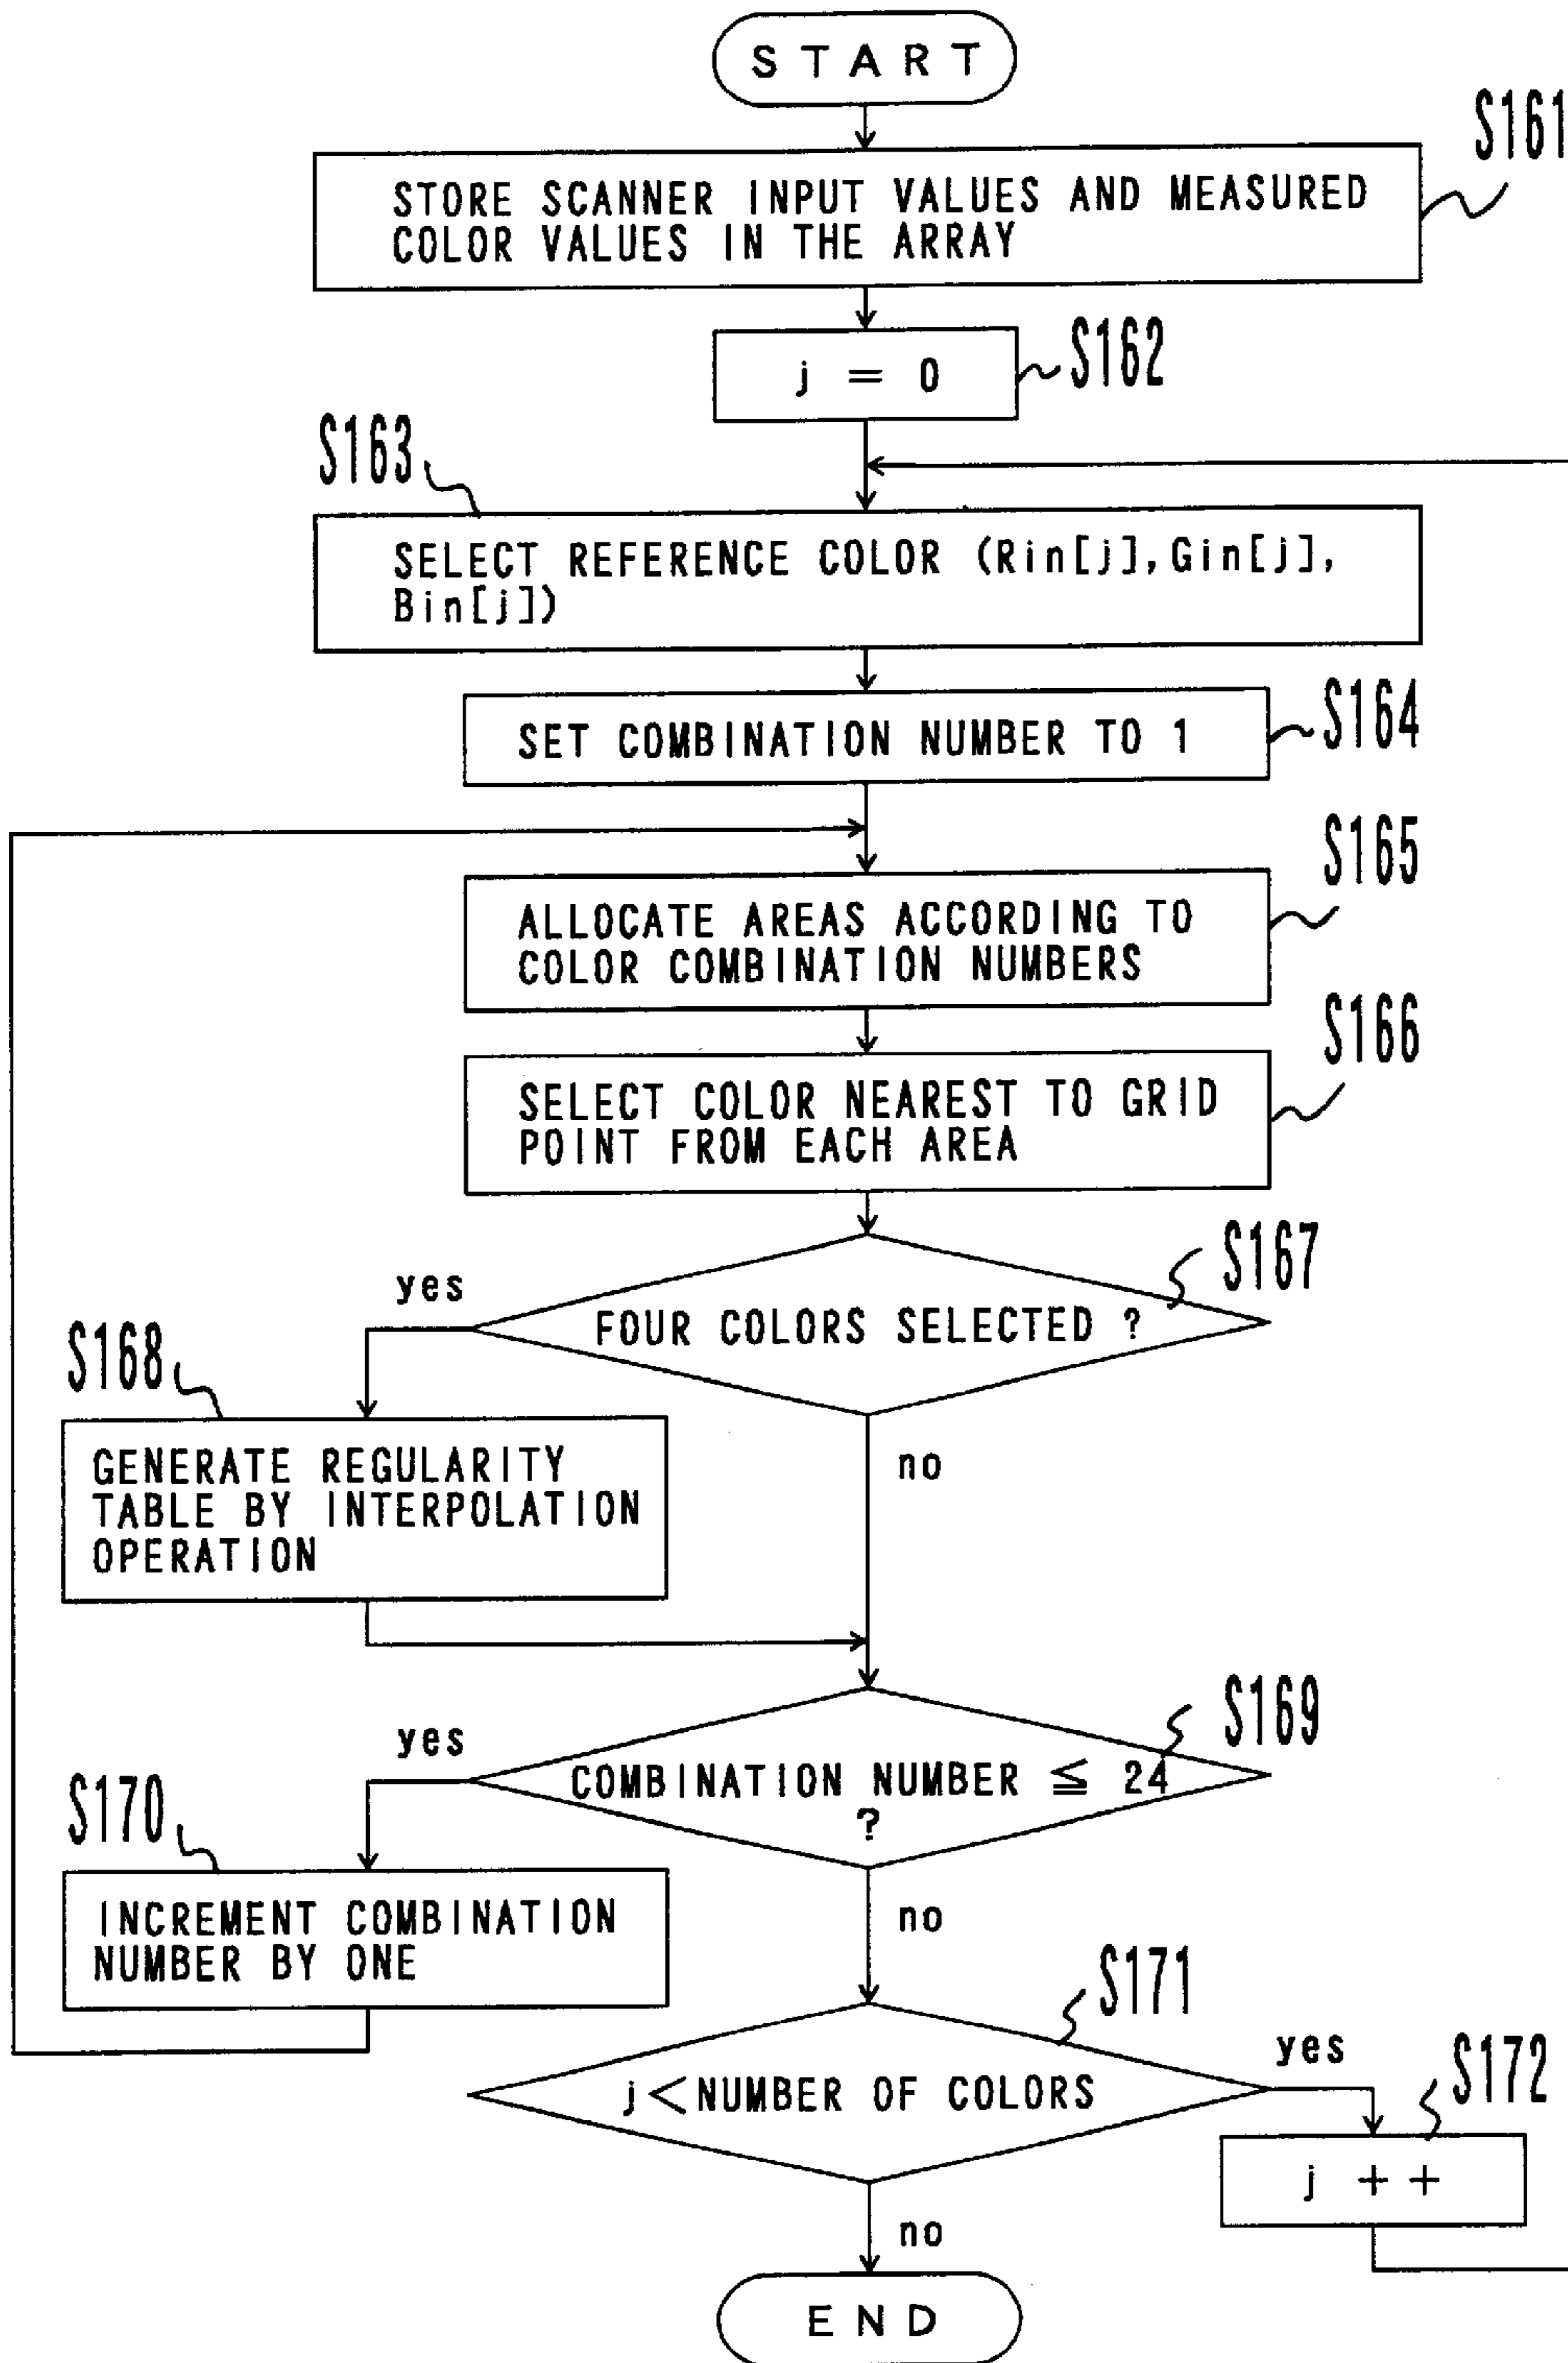 START
S161
STORE SCANNER INPUT VALUES AND MEASURED
COLOR VALUES IN THE ARRAY
S162
j = 0
S163
SELECT REFERENCE COLOR (Rin[j],Gin[j],
Bin[j])
S164
SET COMBINATION NUMBER TO 1
S165
ALLOCATE AREAS ACCORDING TO
COLOR COMBINATION NUMBERS
S166
SELECT COLOR NEAREST TO GRID
POINT FROM EACH AREA
S167
yes
FOUR COLORS SELECTED ?
S168
no
GENERATE REGULARITY
TABLE BY INTERPOLATION
OPERATION
S169
yes
COMBINATION NUMBER ≦ 24
?
S170
no
INCREMENT COMBINATION
NUMBER BY ONE
S171
yes
j<NUMBER OF COLORS
S172
j ++
no
END